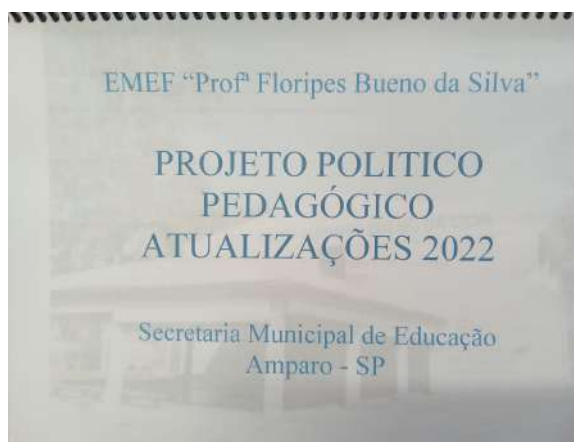 EMEF “Profª Floripes Bueno da Silva”
PROJETO POLITICO
PEDAGÓGICO
ATUALIZAÇÕES 2022
Secretaria Municipal de Educação
Amparo - SP